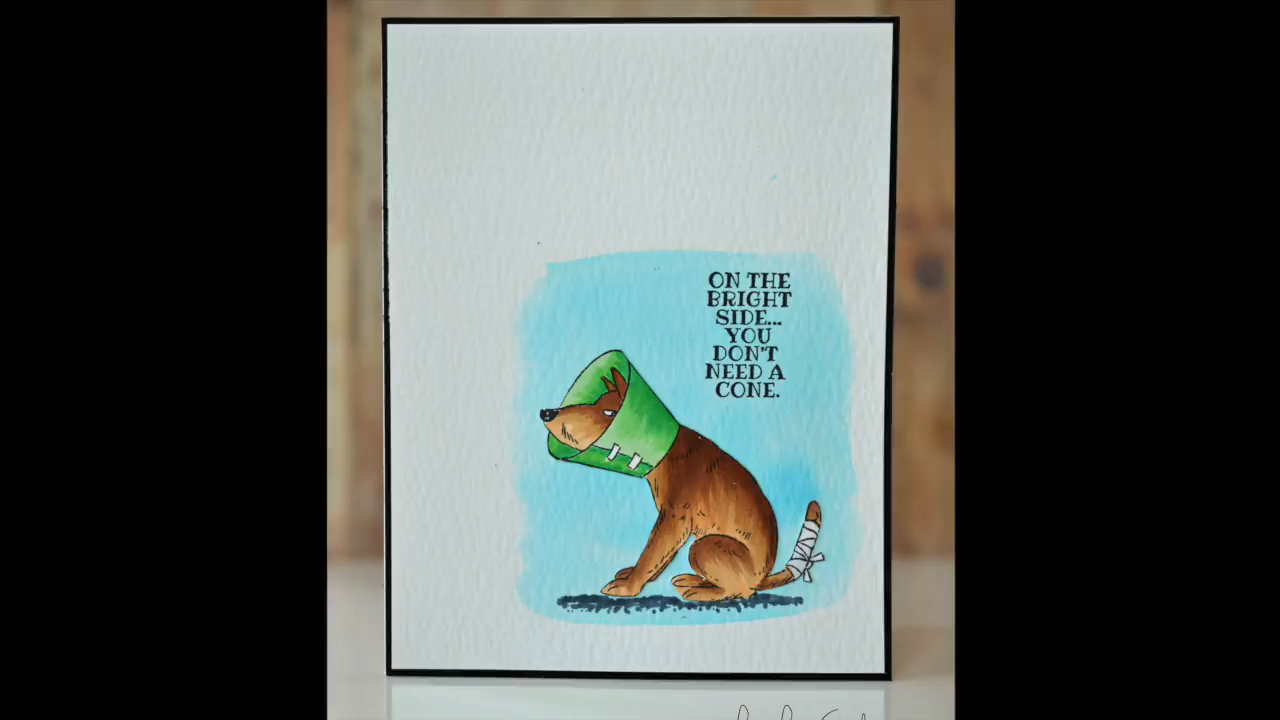 ON THE
BRIGHT
SIDE...
YOU
DON'T
NEED A
CONE.